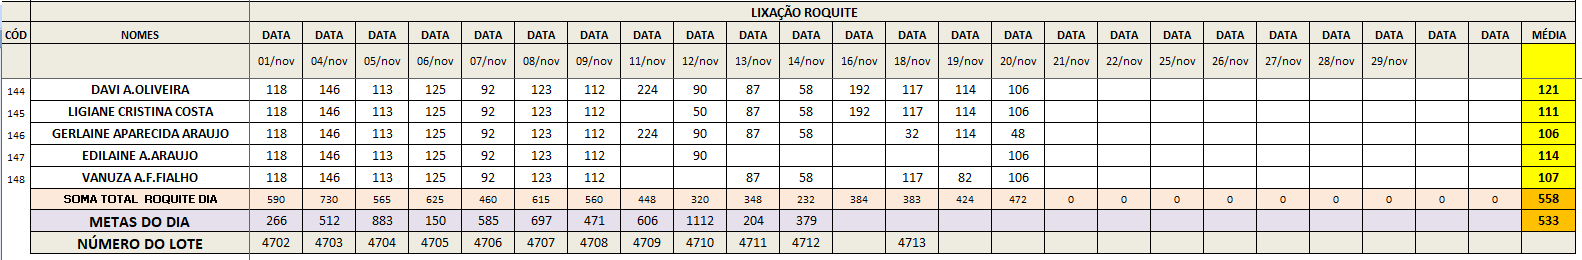 LIXAÇÃO ROQUITE
CÓD NOMES DATA DATA DATA DATA DATA DATA DATA DATA DATA DATA DATA DATA DATA DATA DATA DATA DATA DATA DATA DATA DATA DATA DATA DATA MÉDIA
01/nov 04/nov 05/nov 06/nov 07/nov 08/nov 09/nov 11/nov 12/nov 13/nov 14/nov 16/nov 18/nov 19/nov 20/nov 21/nov 22/nov 25/nov 26/nov 27/nov 28/nov 29/nov
144 DAVI A.OLIVEIRA 118 146 113 125 92 123 112 224 90 87 58 192 117 114 106 121
145 LIGIANE CRISTINA COSTA 118 146 113 125 92 123 112 50 87 58 192 117 114 106 111
146 GERLAINE APARECIDA ARAUJO 118 146 113 125 92 123 112 224 90 87 58 32 114 48 106
147 EDILAINE A.ARAUJO 118 146 113 125 92 123 112 90 106 114
148 VANUZA A.F.FIALHO 118 146 113 125 92 123 112 87 58 117 82 106 107
SOMA TOTAL ROQUITE DIA 590 730 565 625 460 615 560 448 320 348 232 384 383 424 472 0 0 0 0 0 0 0 0 0 558
METAS DO DIA 266 512 883 150 585 697 471 606 1112 204 379 533
NÚMERO DO LOTE 4702 4703 4704 4705 4706 4707 4708 4709 4710 4711 4712 4713